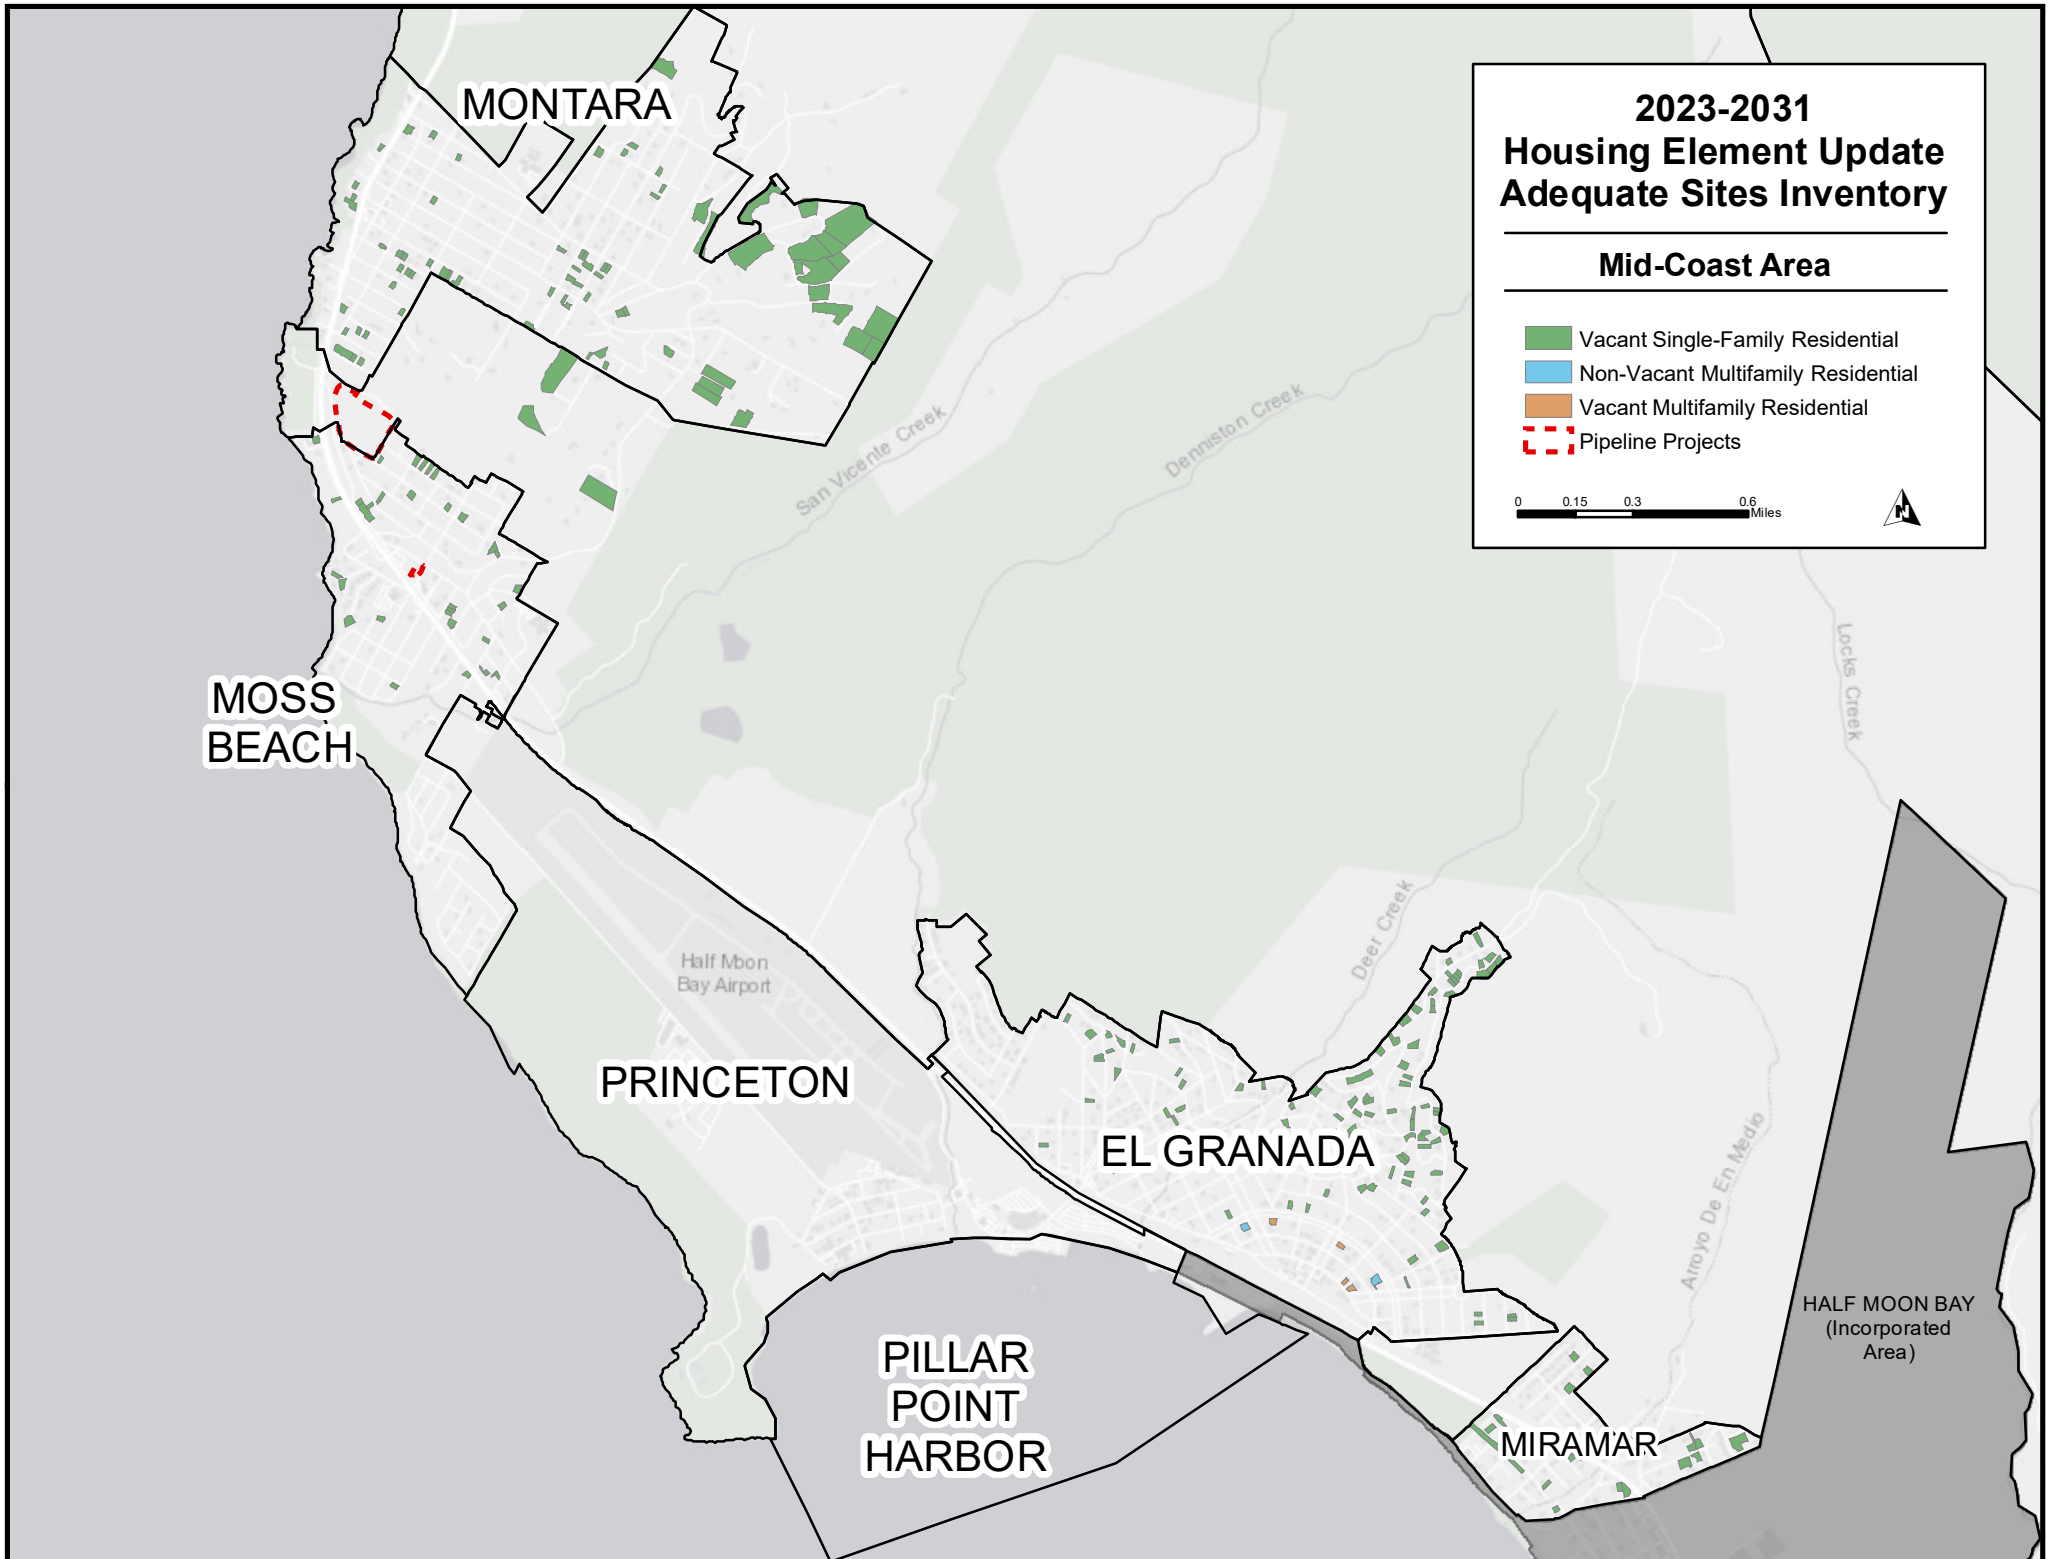 2023-2031
Housing Element Update
Adequate Sites Inventory
Mid-Coast Area
Vacant Single-Family Residential
Non-Vacant Multifamily Residential
Vacant Multifamily Residential
Pipeline Projects
0 0.15 0.3 0.6
Miles
N
MONTARA
San Vicente Creek
Denniston Creek
Locks Creek
MOSS
BEACH
Half Moon
Bay Airport
Deer Creek
PRINCETON
EL GRANADA
Arroyo De En Medio
HALF MOON BAY
(Incorporated
Area)
PILLAR
POINT
HARBOR
MIRAMAR